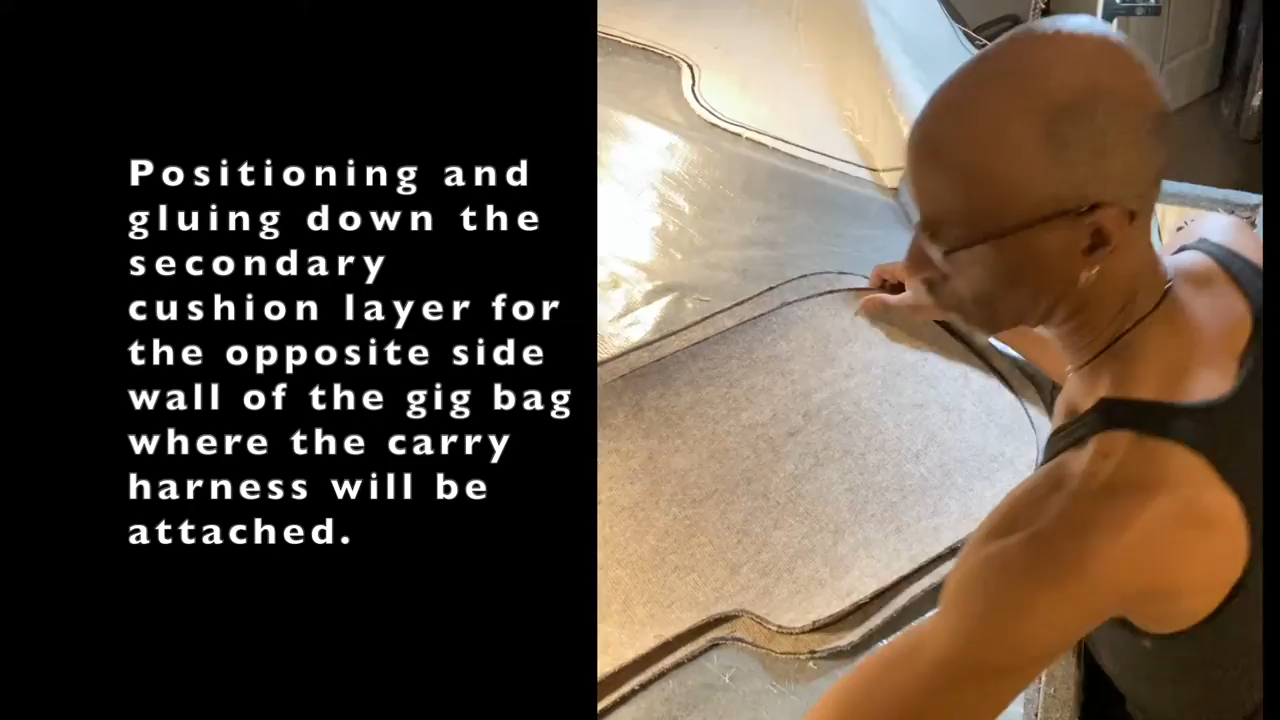 Positioning and
gluing down the
secondary
cushion layer for
the opposite side
wall of the gig bag
where the carry
harness will be
attached.